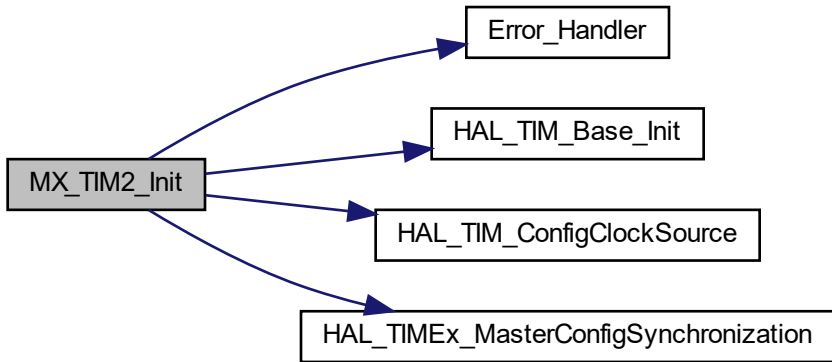 Error_Handler
HAL_TIM_Base_Init
MX_TIM2_Init
HAL_TIM_ConfigClockSource
HAL_TIMEx_MasterConfigSynchronization